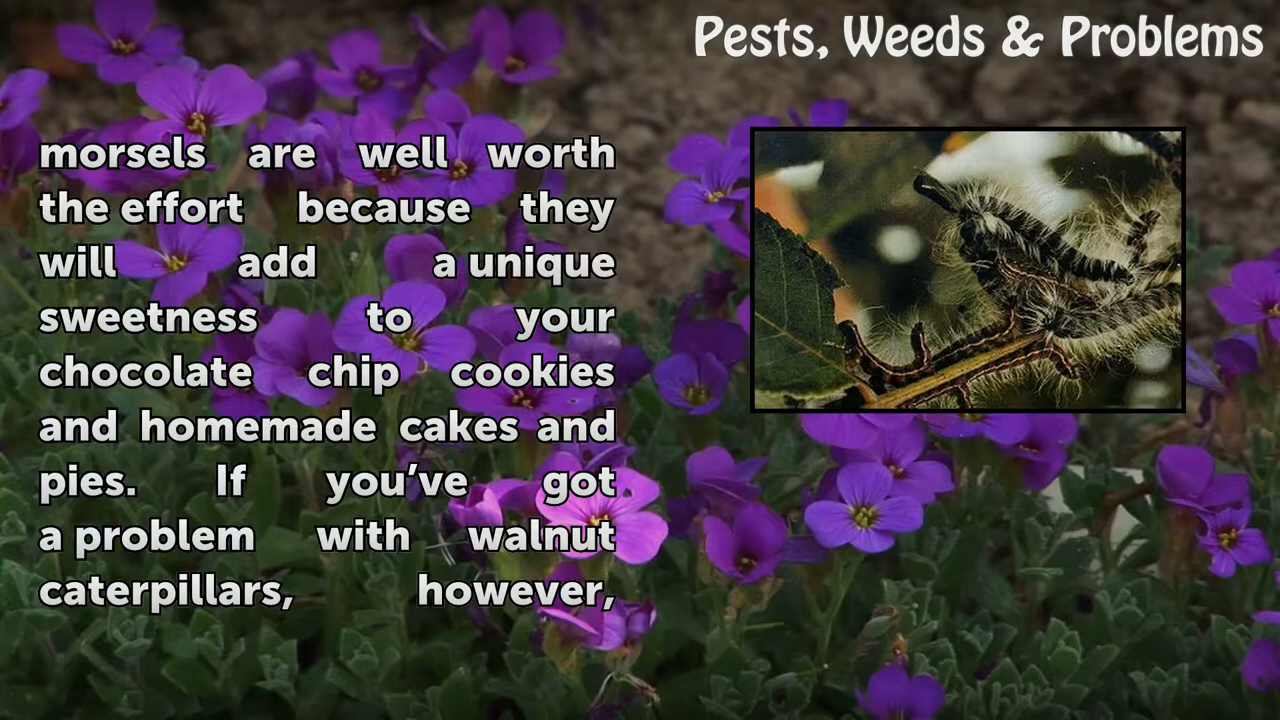 Pests, Weeds & Problems
morsels are well worth
the effort because they
will add a unique
sweetness to your
chocolate chip cookies
and homemade cakes and
pies. If you’ve got
a problem with walnut
caterpillars, however,